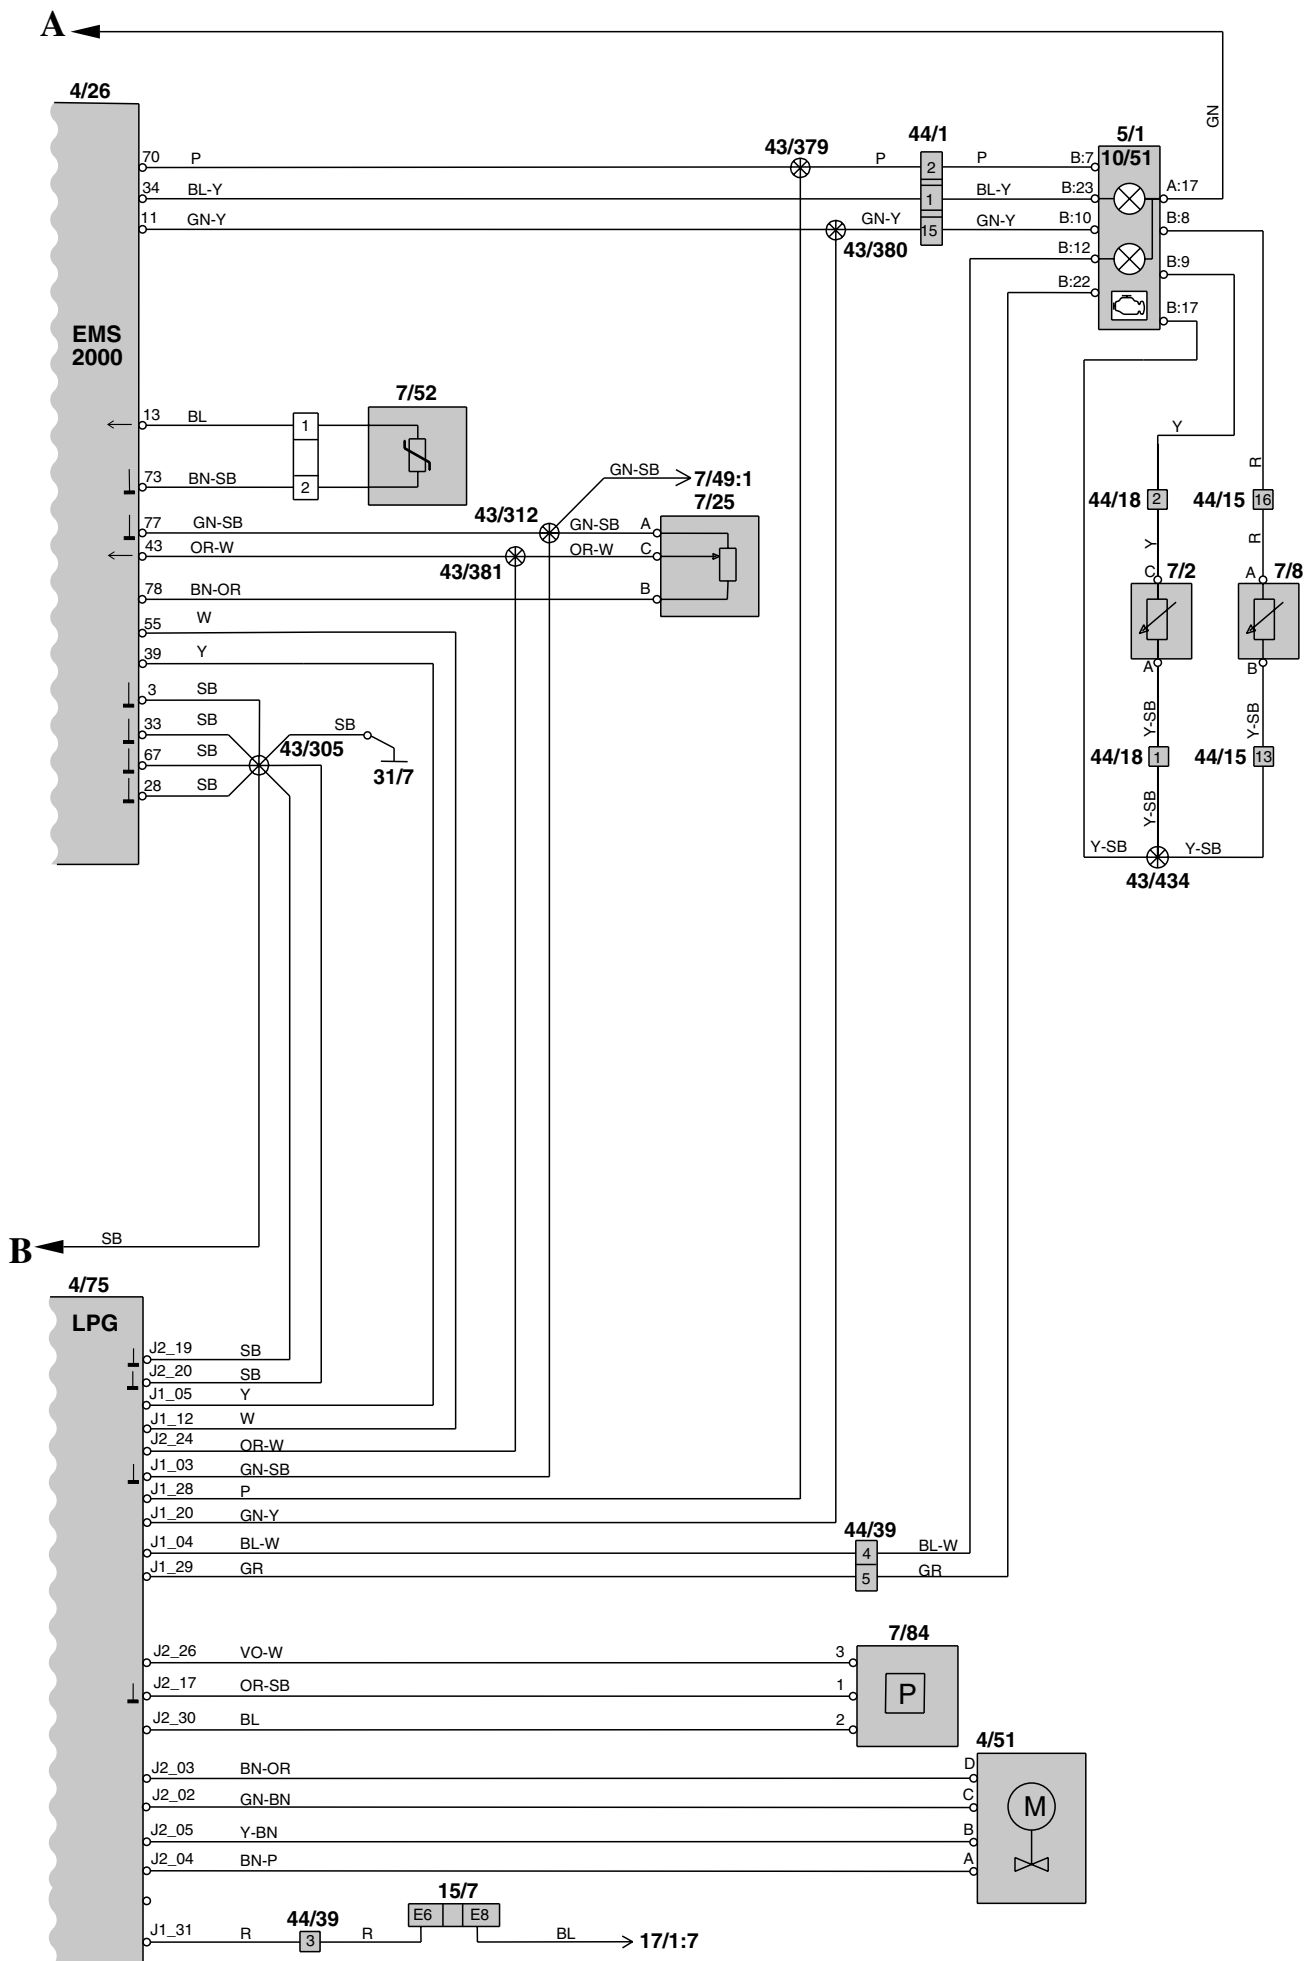 A
GN
4/26
44/1
5/1
43/379
10/51
70 P P 2 P B:7
34 BL-Y 1 BL-Y B:23 A:17
11 GN-Y GN-Y 15 GN-Y B:10 B:8
43/380
B:12
B:9
B:22
B:17
EMS
2000
7/52
13 BL 1
73 BN-SB 2
Y
R
GN-SB 7/49:1
7/25
44/18 2 44/15 16
43/312
77 GN-SB GN-SB A
43 OR-W OR-W C
43/381
Y
R
C 7/2 A 7/8
78 BN-OR B
55 W
39 Y
A B
3 SB
33 SB SB
43/305
Y-SB
Y-SB
67 SB
31/7
44/18 1 44/15 13
28 SB
Y-SB
Y-SB Y-SB
43/434
B SB
4/75
LPG
J2_19 SB
J2_20 SB
J1_05 Y
J1_12 W
J2_24 OR-W
J1_03 GN-SB
J1_28 P
J1_20 GN-Y
44/39
J1_04 BL-W 4 BL-W
J1_29 GR 5 GR
7/84
J2_26 VO-W 3
J2_17 OR-SB 1 P
J2_30 BL 2
4/51
J2_03 BN-OR D
J2_02 GN-BN C M
J2_05 Y-BN B
J2_04 BN-P A
15/7
44/39 E6 E8
J1_31 R 3 R BL 17/1:7